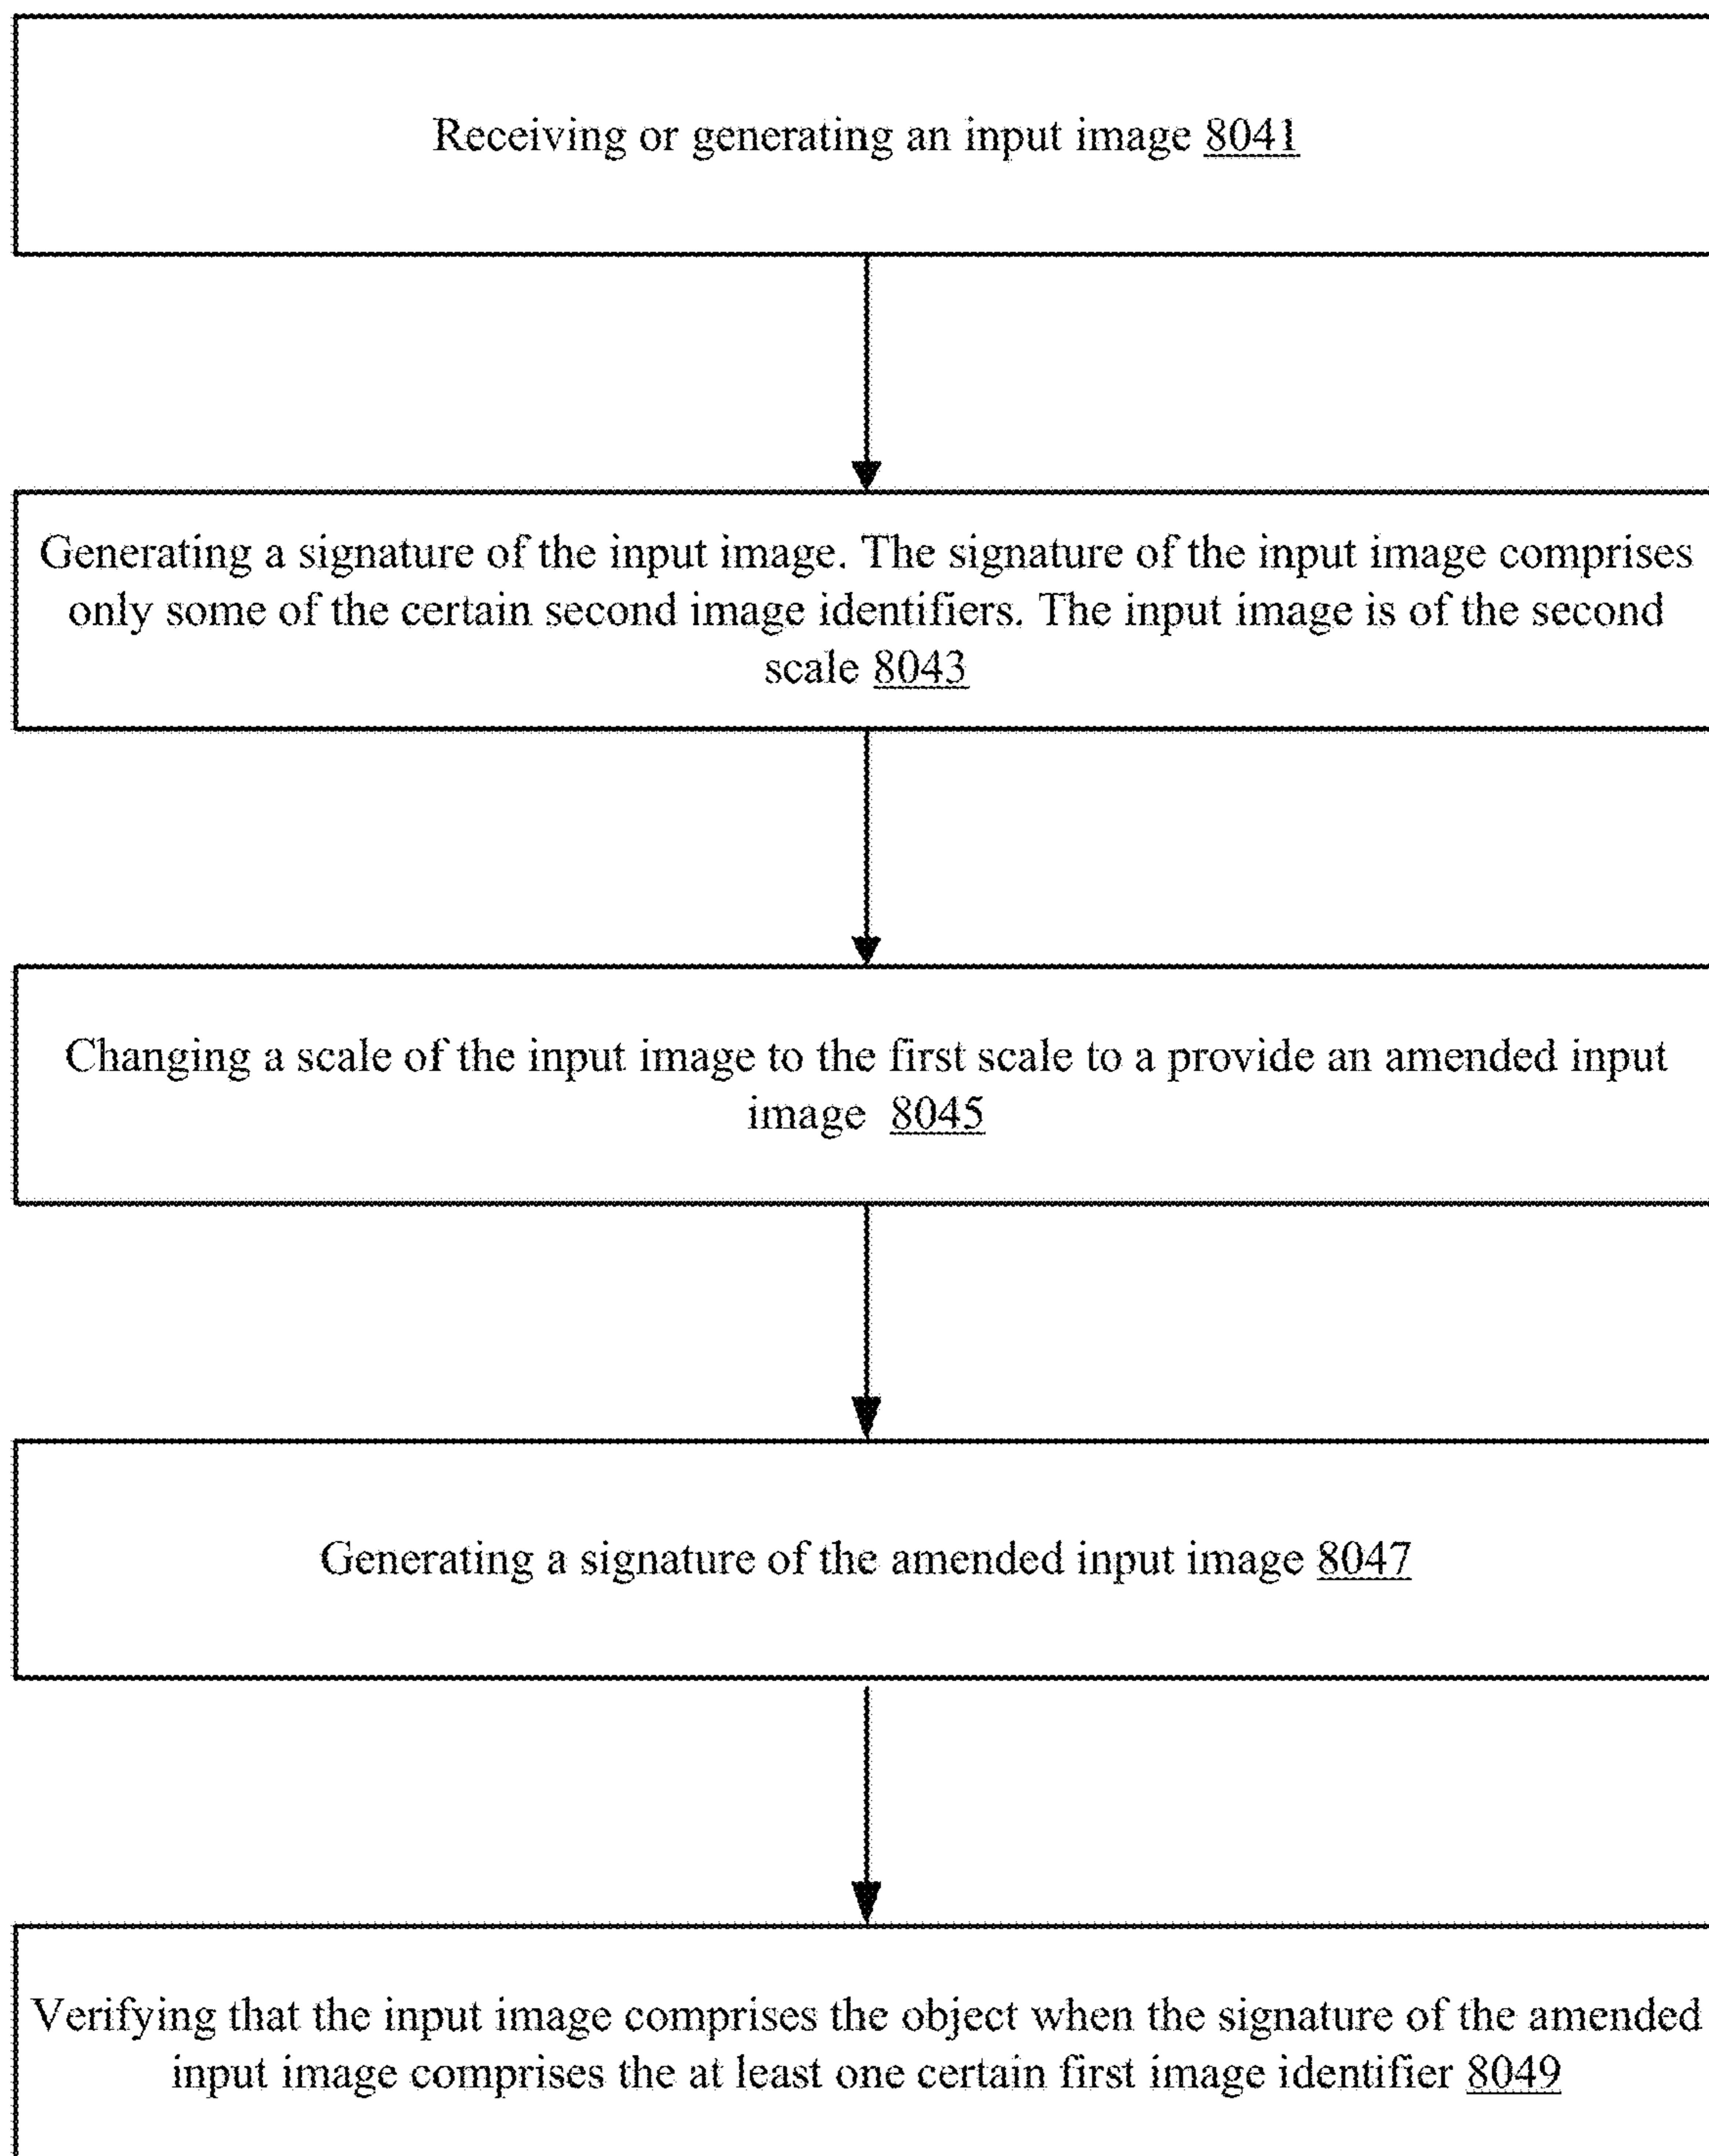 Receiving or generating an input image 8041
Generating a signature of the input image. The signature of the input image comprises
only some of the certain second image identifiers. The input image is of the second
scale 8043
Changing a scale of the input image to the first scale to a provide an amended input
image 8045
Generating a signature of the amended input image 8047
Verifying that the input image comprises the object when the signature of the amended
input image comprises the at least one certain first image identifier 8049